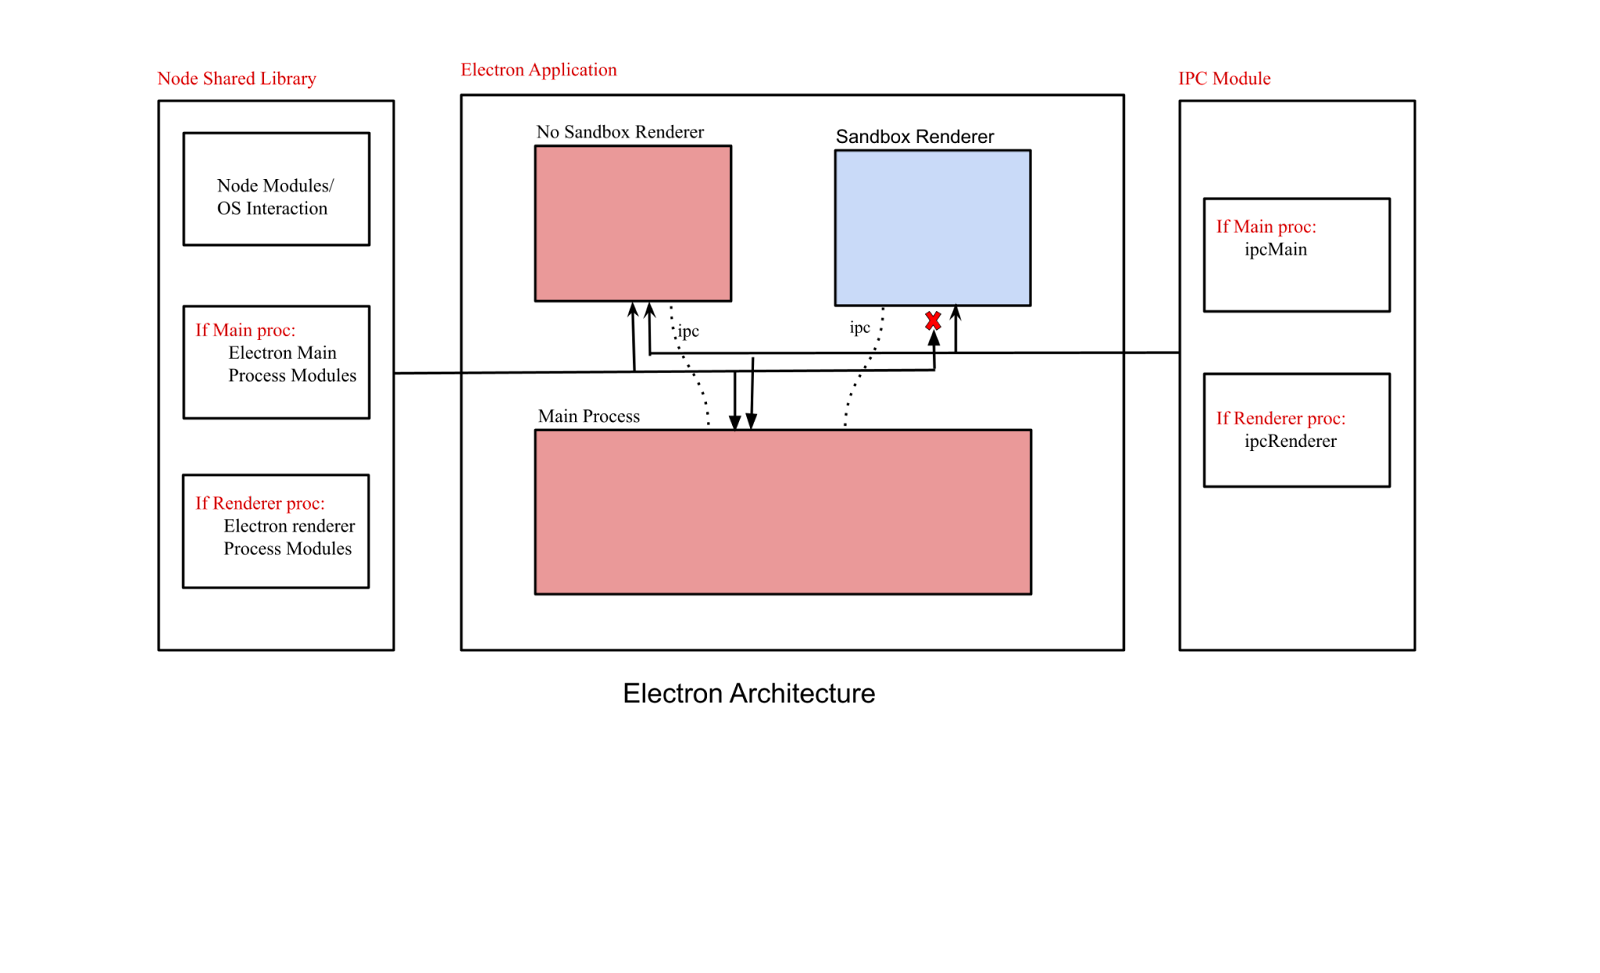 Node Shared Library
Node Modules/
OS Interaction
If Main proc:
Electron Main
Process Modules
If Renderer proc:
Electron renderer
Process Modules
Electron Application
No Sandbox Renderer
Sandbox Renderer
ipc
ipc
Main Process
IPC Module
If Main proc:
ipcMain
If Renderer proc:
ipcRenderer
Electron Architecture